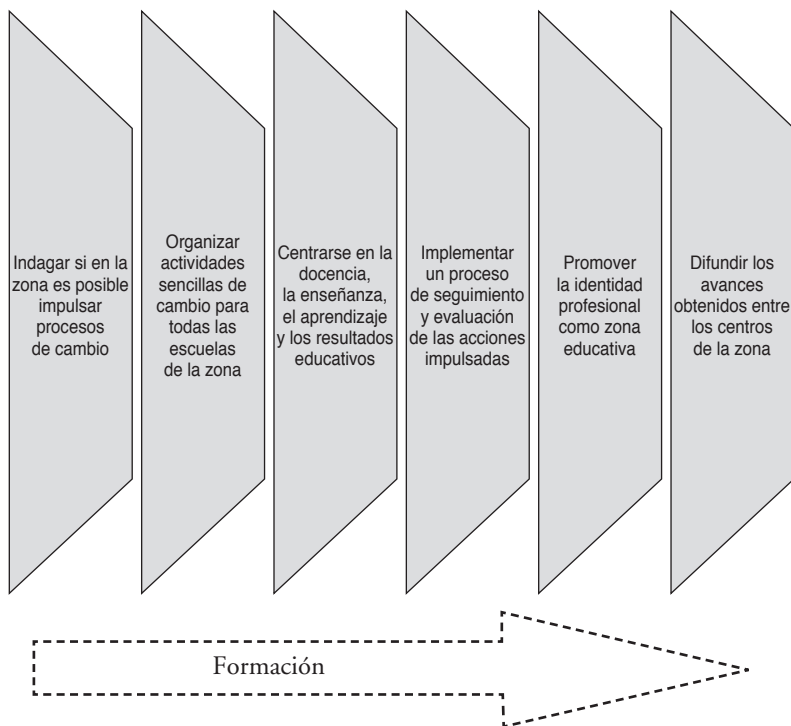 Indagar si en la
zona es posible
impulsar
procesos
de cambio
Organizar
actividades
sencillas de
cambio para
todas las
escuelas
de la zona
Centrarse en la
docencia,
la enseñanza,
el aprendizaje
y los resultados
educativos
Implementar
un proceso
de seguimiento
y evaluación
de las acciones
impulsadas
Promover
la identidad
profesional
como zona
educativa
Difundir los
avances
obtenidos entre
los centros
de la zona
Formación